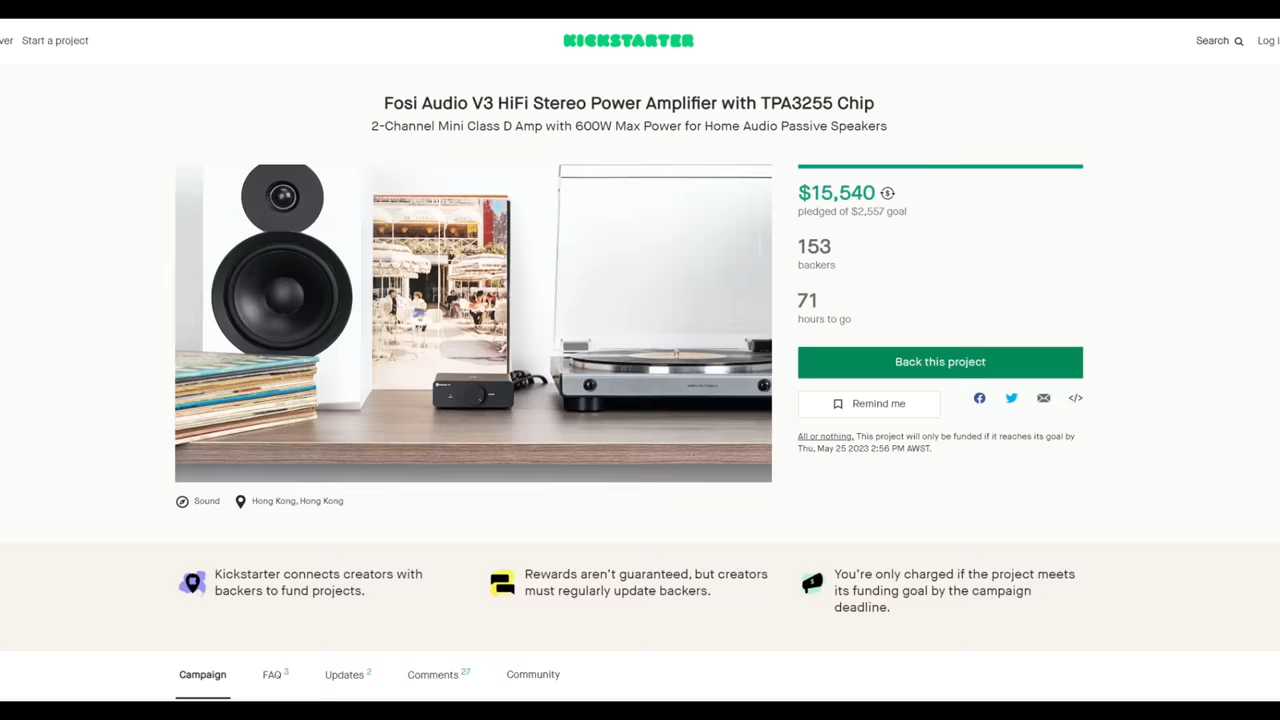 ver Start a project
KICKSTARTER
Search
Log i
Fosi Audio V3 HiFi Stereo Power Amplifier with TPA3255 Chip
2-Channel Mini Class D Amp with 600W Max Power for Home Audio Passive Speakers
$15,540
pledged of $2,557 goal
153
backers
71
hours to go
Back this project
Remind me
All or nothing. This project will only be funded if it reaches its goal by
Thu, May 25 2023 2:56 PM AWST.
Sound
Hong Kong, Hong Kong
Kickstarter connects creators with
backers to fund projects.
Rewards aren't guaranteed, but creators
must regularly update backers.
You're only charged if the project meets
its funding goal by the campaign
deadline.
Campaign
FAQ 3
Updates 2
Comments 27
Community